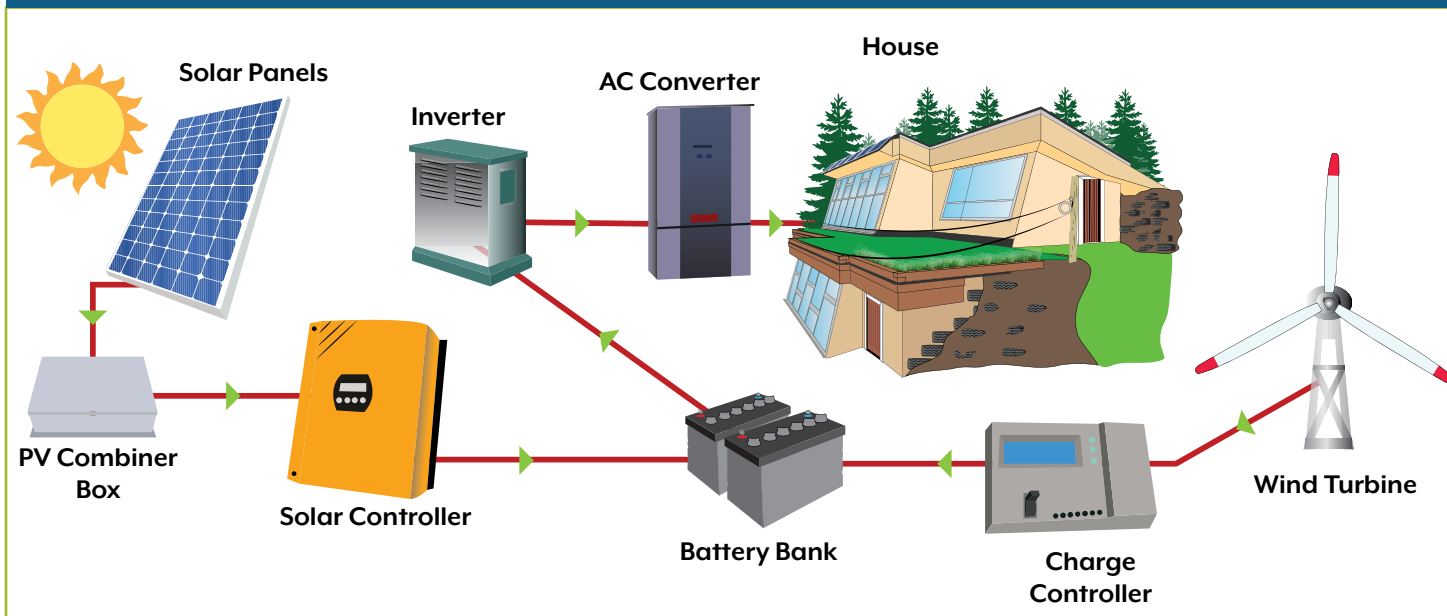 House
Solar Panels
AC Converter
Inverter
PV Combiner
Box
Solar Controller
Battery Bank
Charge
Controller
Wind Turbine